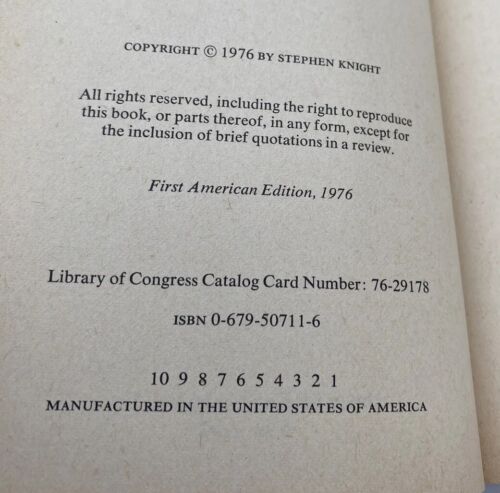 COPYRIGHT © 1976 BY STEPHEN KNIGHT
All rights reserved, including the right to reproduce
this book, or parts thereof, in any form, except for
the inclusion of brief quotations in a review.
First American Edition, 1976
Library of Congress Catalog Card Number: 76-29178
ISBN 0-679-50711-6
10 9 8 7 6 5 4 3 2 1
MANUFACTURED IN THE UNITED STATES OF AMERICA